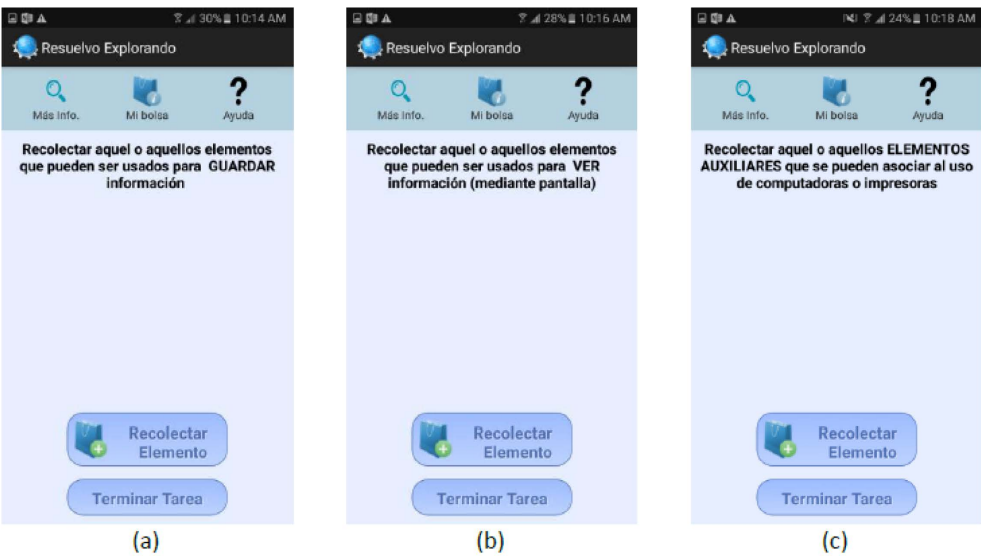 30% 10:14 AM
Resuelvo Explorando
Más Info.
Mi bolsa
Ayuda
Recolectar aquel o aquellos elementos
que pueden ser usados para GUARDAR
información
Recolectar
Elemento
Terminar Tarea
(a)
28% 10:16 AM
Resuelvo Explorando
Más Info.
Mi bolsa
Ayuda
Recolectar aquel o aquellos elementos
que pueden ser usados para VER
información (mediante pantalla)
Recolectar
Elemento
Terminar Tarea
(b)
24% 10:18 AM
Resuelvo Explorando
Más Info.
Mi bolsa
Ayuda
Recolectar aquel o aquellos ELEMENTOS
AUXILIARES que se pueden asociar al uso
de computadoras o impresoras
Recolectar
Elemento
Terminar Tarea
(c)